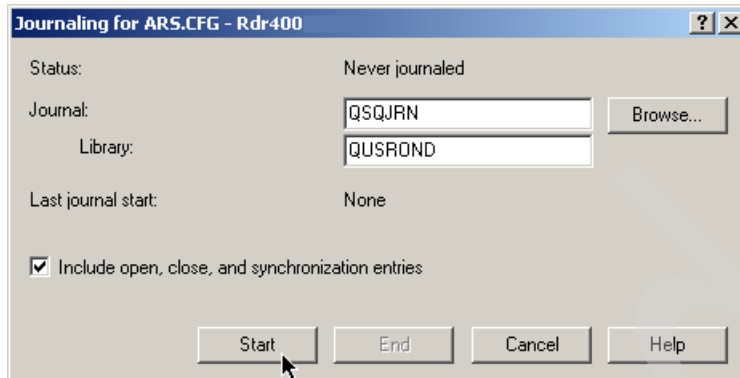 Journaling for ARS.CFG - Rdr400
Status: Never journaled
Journal: QSQJRN Browse...
Library: QUSROND
Last journal start: None
Include open, close, and synchronization entries
Start End Cancel Help